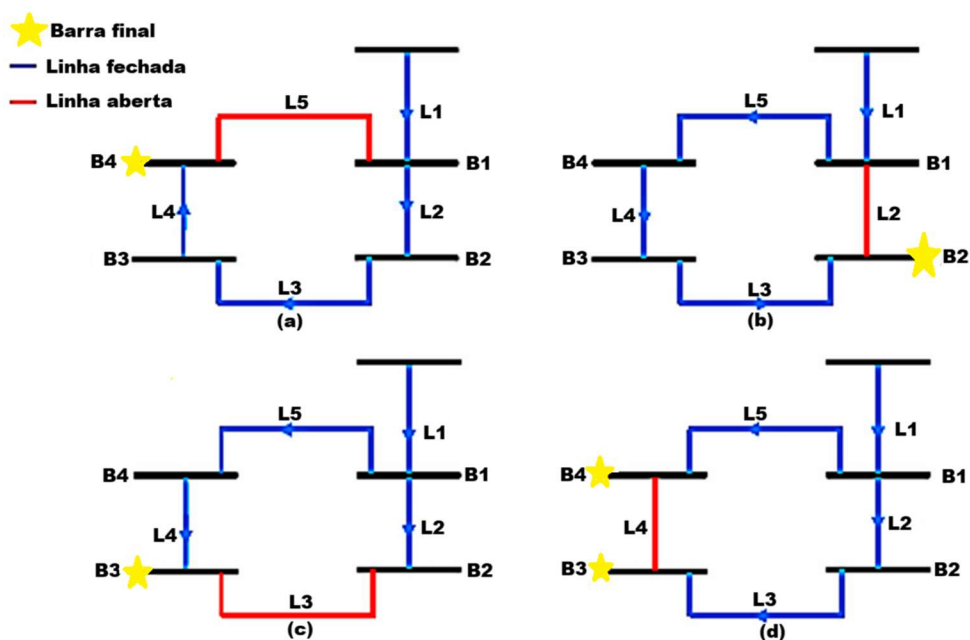 Barra final
Linha fechada
Linha aberta
L1
L5
B4
B1
L4
L2
B3
B2
L3
(a)
L1
L5
B4
B1
L4
L2
B3
B2
L3
(b)
L5
L1
B4
B1
L4
L2
B3
B2
L3
(c)
L5
L1
B4
B1
L4
L2
B3
B2
L3
(d)